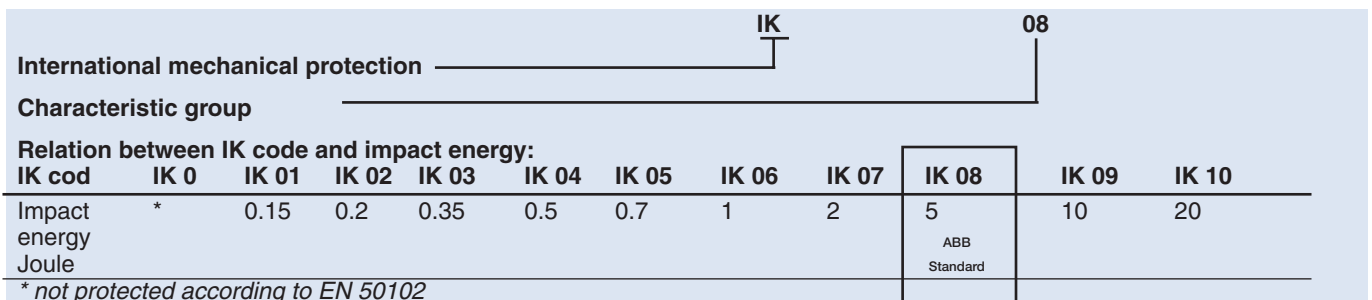 IK 08
International mechanical protection
Characteristic group
Relation between IK code and impact energy:
IK cod IK 0 IK 01 IK 02 IK 03 IK 04 IK 05 IK 06 IK 07 IK 08 IK 09 IK 10
Impact * 0.15 0.2 0.35 0.5 0.7 1 2 5 10 20
energy ABB
Joule Standard
* not protected according to EN 50102